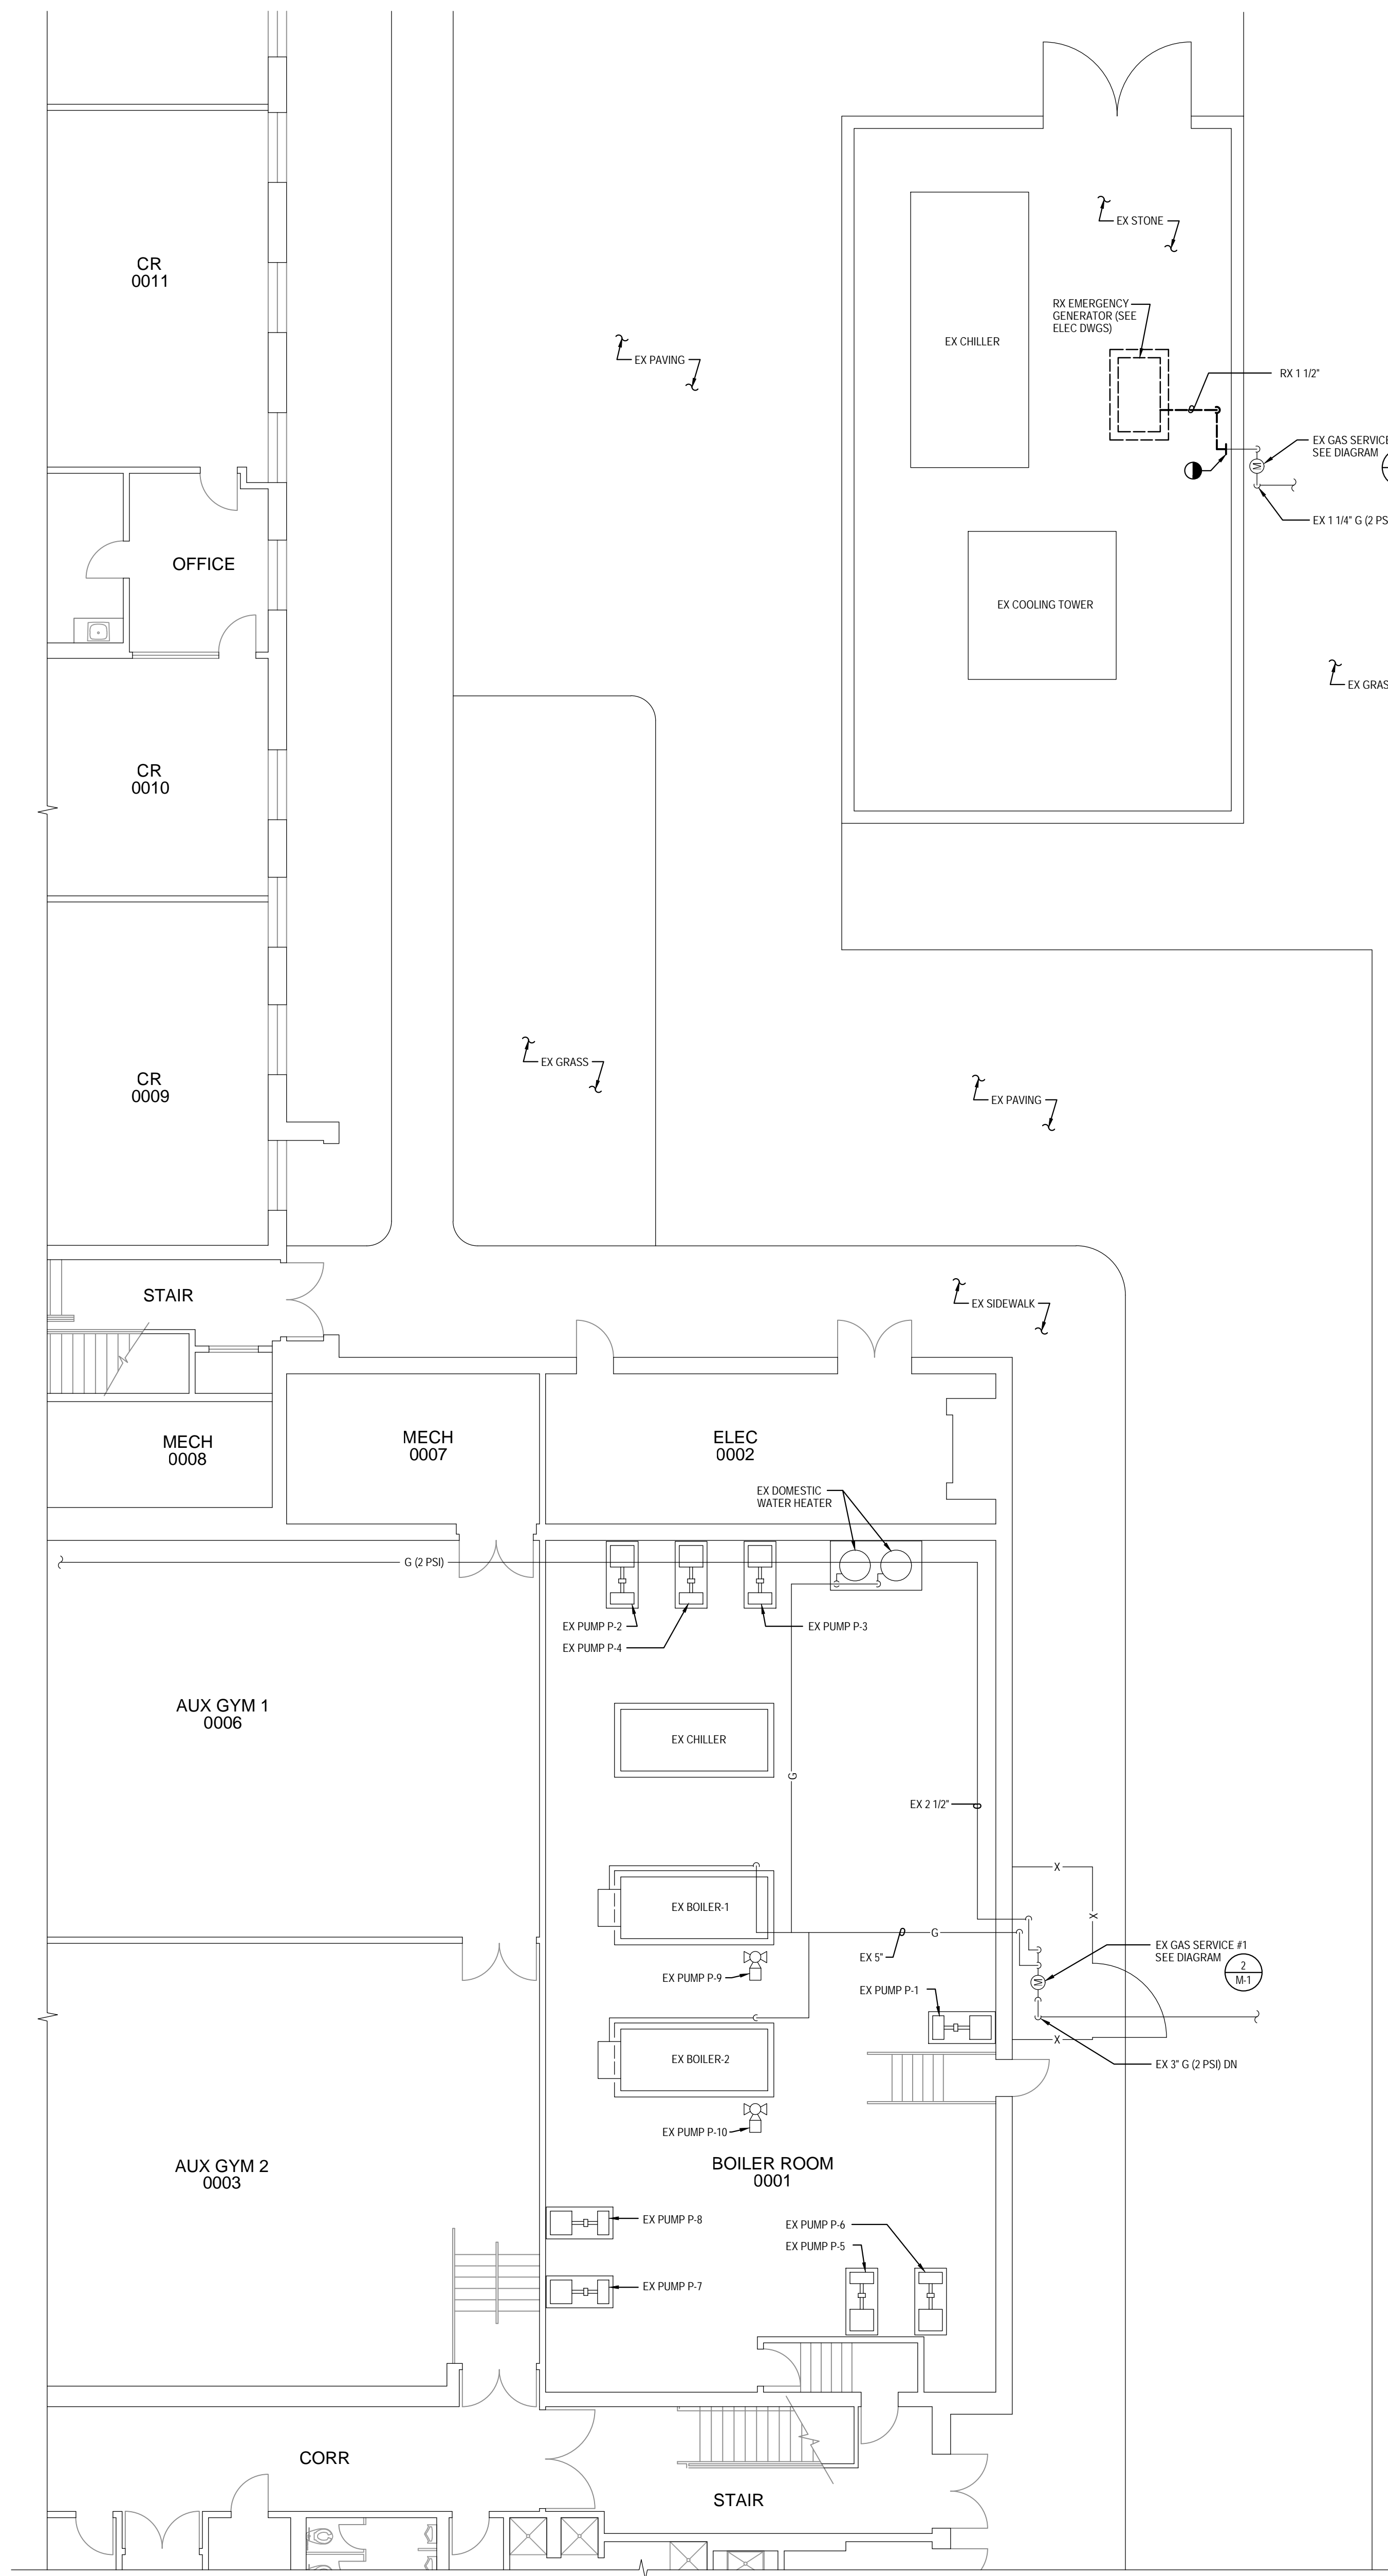 CR
0011
EX STONE
RX EMERGENCY
GENERATOR (SEE
ELEC DWGS)
EX CHILLER
EX PAVING
RX 1 1/2"
EX GAS SERVICE
SEE DIAGRAM
M
EX 1 1/4" G (2 PS
OFFICE
EX COOLING TOWER
EX GRAS
CR
0010
EX GRASS
CR
0009
EX PAVING
STAIR
EX SIDEWALK
MECH
0008
MECH
0007
ELEC
0002
EX DOMESTIC
WATER HEATER
G (2 PSI)
EX PUMP P-2
EX PUMP P-4
EX PUMP P-3
AUX GYM 1
0006
EX CHILLER
G
EX 2 1/2"
X
EX BOILER-1
X
G
EX 5"
EX GAS SERVICE #1
SEE DIAGRAM
2
M-1
M
EX PUMP P-9
EX PUMP P-1
X
EX BOILER-2
EX 3" G (2 PSI) DN
EX PUMP P-10
BOILER ROOM
0001
AUX GYM 2
0003
EX PUMP P-8
EX PUMP P-6
EX PUMP P-5
EX PUMP P-7
CORR
STAIR